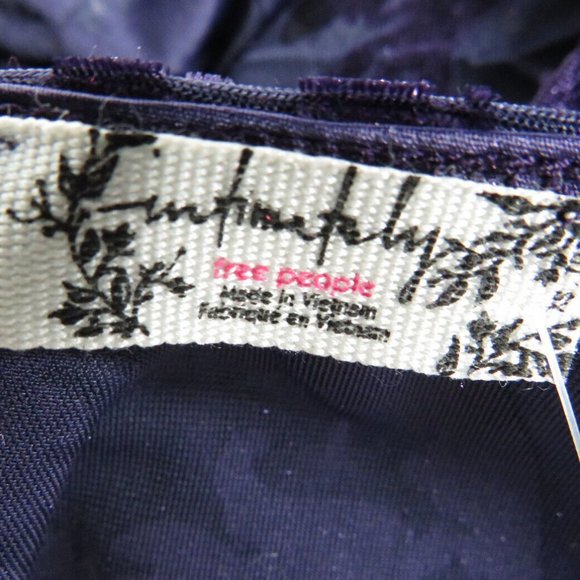 intimately
free people
Made in Vietnam
Fabriqué en Vietnam